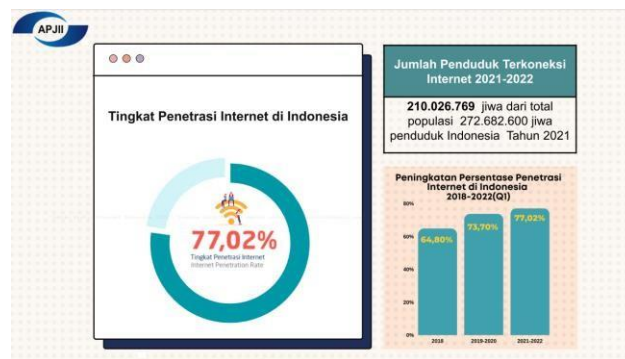 APJII
Tingkat Penetrasi Internet di Indonesia
77,02%
Tingkat Penetrasi Internet
Internet Penetration Rate
Jumlah Penduduk Terkoneksi
Internet 2021-2022
210.026.769 jiwa dari total
populasi 272.682.600 jiwa
penduduk Indonesia Tahun 2021
Peningkatan Persentase Penetrasi
Internet di Indonesia
2018-2022(Q1)
80%
60%
40%
20%
0%
64,80%
73,70%
77,02%
2018
2019-2020
2021-2022